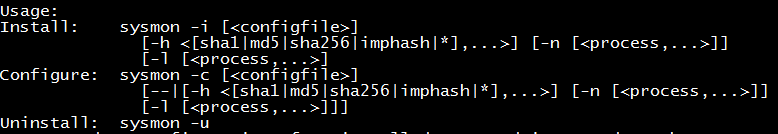 Usage:
Install:    sysmon -i [<configfile>]
               [-h <[sha1|md5|sha256|imphash|*],...>] [-n [<process,...>]]
               [-l [<process,...>]
Configure:  sysmon -c [<configfile>]
               [--|[-h <[sha1|md5|sha256|imphash|*],...>] [-n [<process,...>]]
               [-l [<process,...>]]]
Uninstall:  sysmon -u